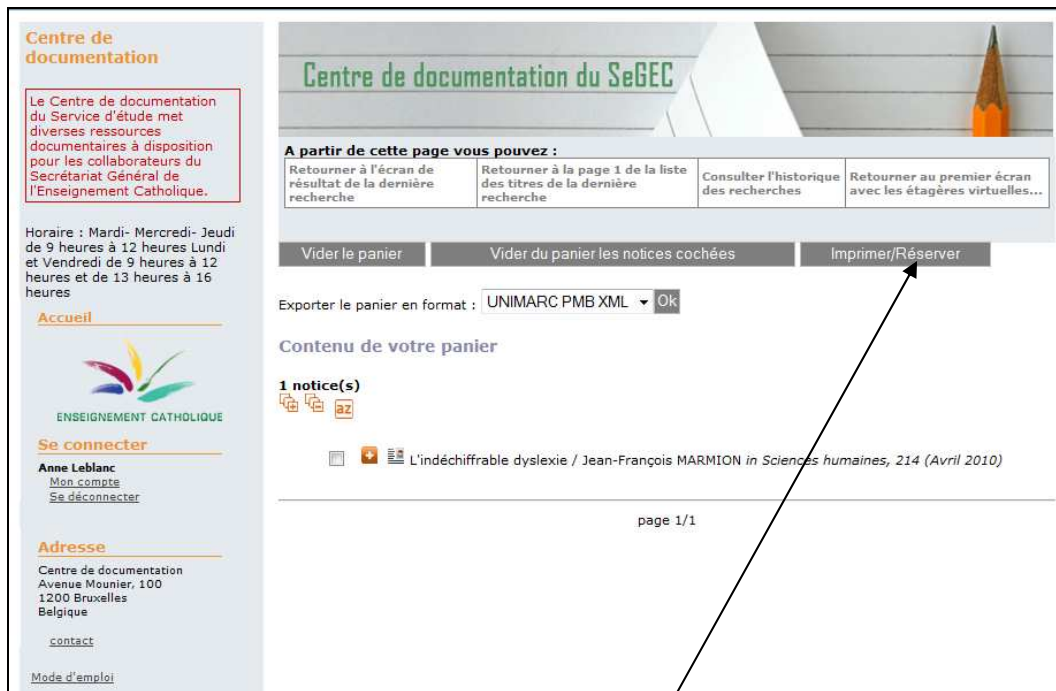 Centre de
documentation
Le Centre de documentation
du Service d'étude met
diverses ressources
documentaires à disposition
pour les collaborateurs du
Secrétariat Général de
l'Enseignement Catholique.
Horaire : Mardi- Mercredi- Jeudi
de 9 heures à 12 heures Lundi
et Vendredi de 9 heures à 12
heures et de 13 heures à 16
heures
Accueil
ENSEIGNEMENT CATHOLIQUE
Se connecter
Anne Leblanc
Mon compte
Se déconnecter
Adresse
Centre de documentation
Avenue Mounier, 100
1200 Bruxelles
Belgique
contact
Mode d'emploi
Centre de documentation du SeGEC
A partir de cette page vous pouvez :
Retourner à l'écran de
résultat de la dernière
recherche
Retourner à la page 1 de la liste
des titres de la dernière
recherche
Consulter l'historique
des recherches
Retourner au premier écran
avec les étagères virtuelles...
Vider le panier
Vider du panier les notices cochées
Imprimer/Réserver
Exporter le panier en format : UNIMARC PMB XML Ok
Contenu de votre panier
1 notice(s)
az
L'indéchiffrable dyslexie / Jean-François MARMION in Sciences humaines, 214 (Avril 2010)
page 1/1